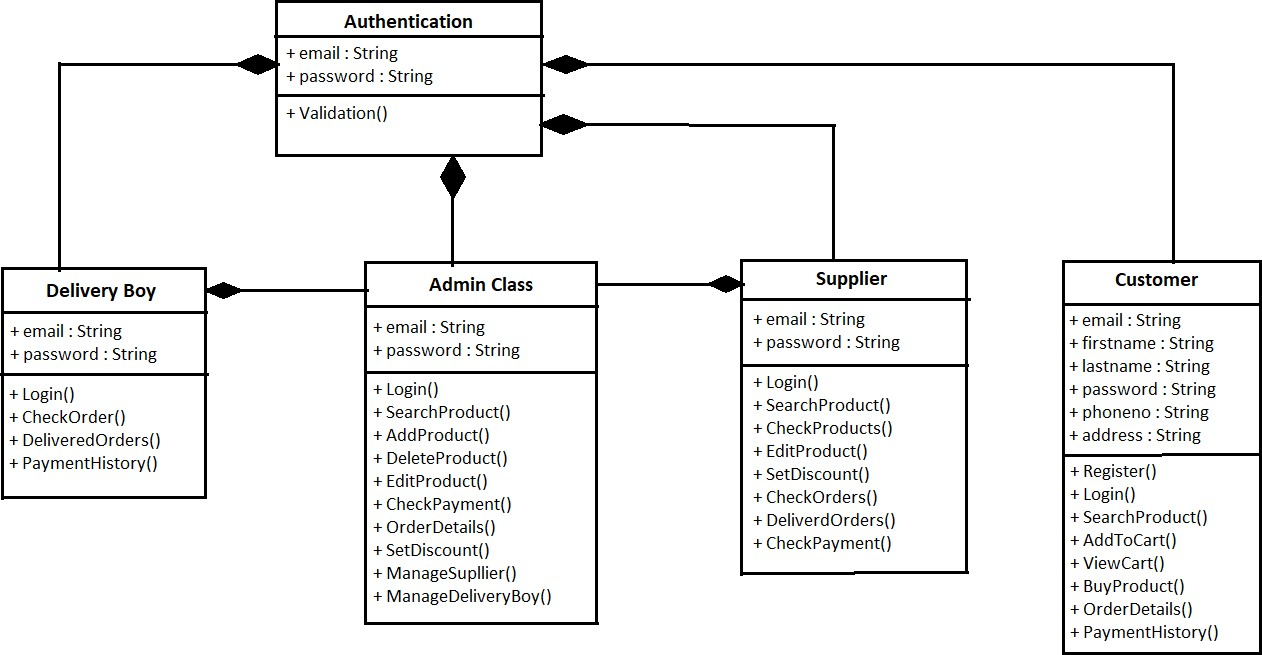 Authentication
+ email : String
+ password : String
+ Validation()
Delivery Boy
+ email : String
+ password : String
+ Login()
+ CheckOrder()
+ DeliveredOrders()
+ PaymentHistory()
Admin Class
+ email : String
+ password : String
+ Login()
+ SearchProduct()
+ AddProduct()
+ DeleteProduct()
+ EditProduct()
+ CheckPayment()
+ OrderDetails()
+ SetDiscount()
+ ManageSupllier()
+ ManageDeliveryBoy()
Supplier
+ email : String
+ password : String
+ Login()
+ SearchProduct()
+ CheckProducts()
+ EditProduct()
+ SetDiscount()
+ CheckOrders()
+ DeliverdOrders()
+ CheckPayment()
Customer
+ email : String
+ firstname : String
+ lastname : String
+ password : String
+ phoneno : String
+ address : String
+ Register()
+ Login()
+ SearchProduct()
+ AddToCart()
+ ViewCart()
+ BuyProduct()
+ OrderDetails()
+ PaymentHistory()